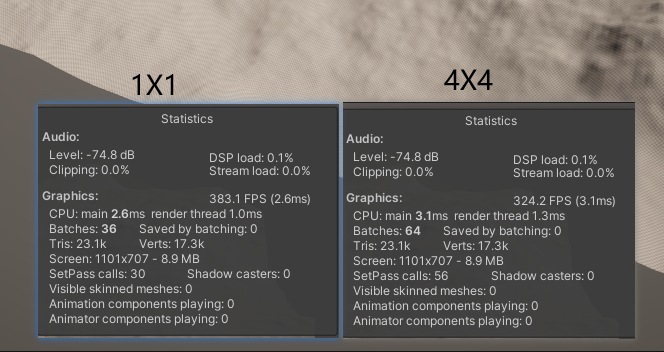 1X1
Statistics
Audio:
Level: -74.8 dB DSP load: 0.1%
Clipping: 0.0% Stream load: 0.0%
Graphics: 383.1 FPS (2.6ms)
CPU: main 2.6ms render thread 1.0ms
Batches: 36 Saved by batching: 0
Tris: 23.1k Verts: 17.3k
Screen: 1101x707 - 8.9 MB
SetPass calls: 30 Shadow casters: 0
Visible skinned meshes: 0
Animation components playing: 0
Animator components playing: 0
4X4
Statistics
Audio:
Level: -74.8 dB DSP load: 0.1%
Clipping: 0.0% Stream load: 0.0%
Graphics: 324.2 FPS (3.1ms)
CPU: main 3.1ms render thread 1.3ms
Batches: 64 Saved by batching: 0
Tris: 23.1k Verts: 17.3k
Screen: 1101x707 - 8.9 MB
SetPass calls: 56 Shadow casters: 0
Visible skinned meshes: 0
Animation components playing: 0
Animator components playing: 0